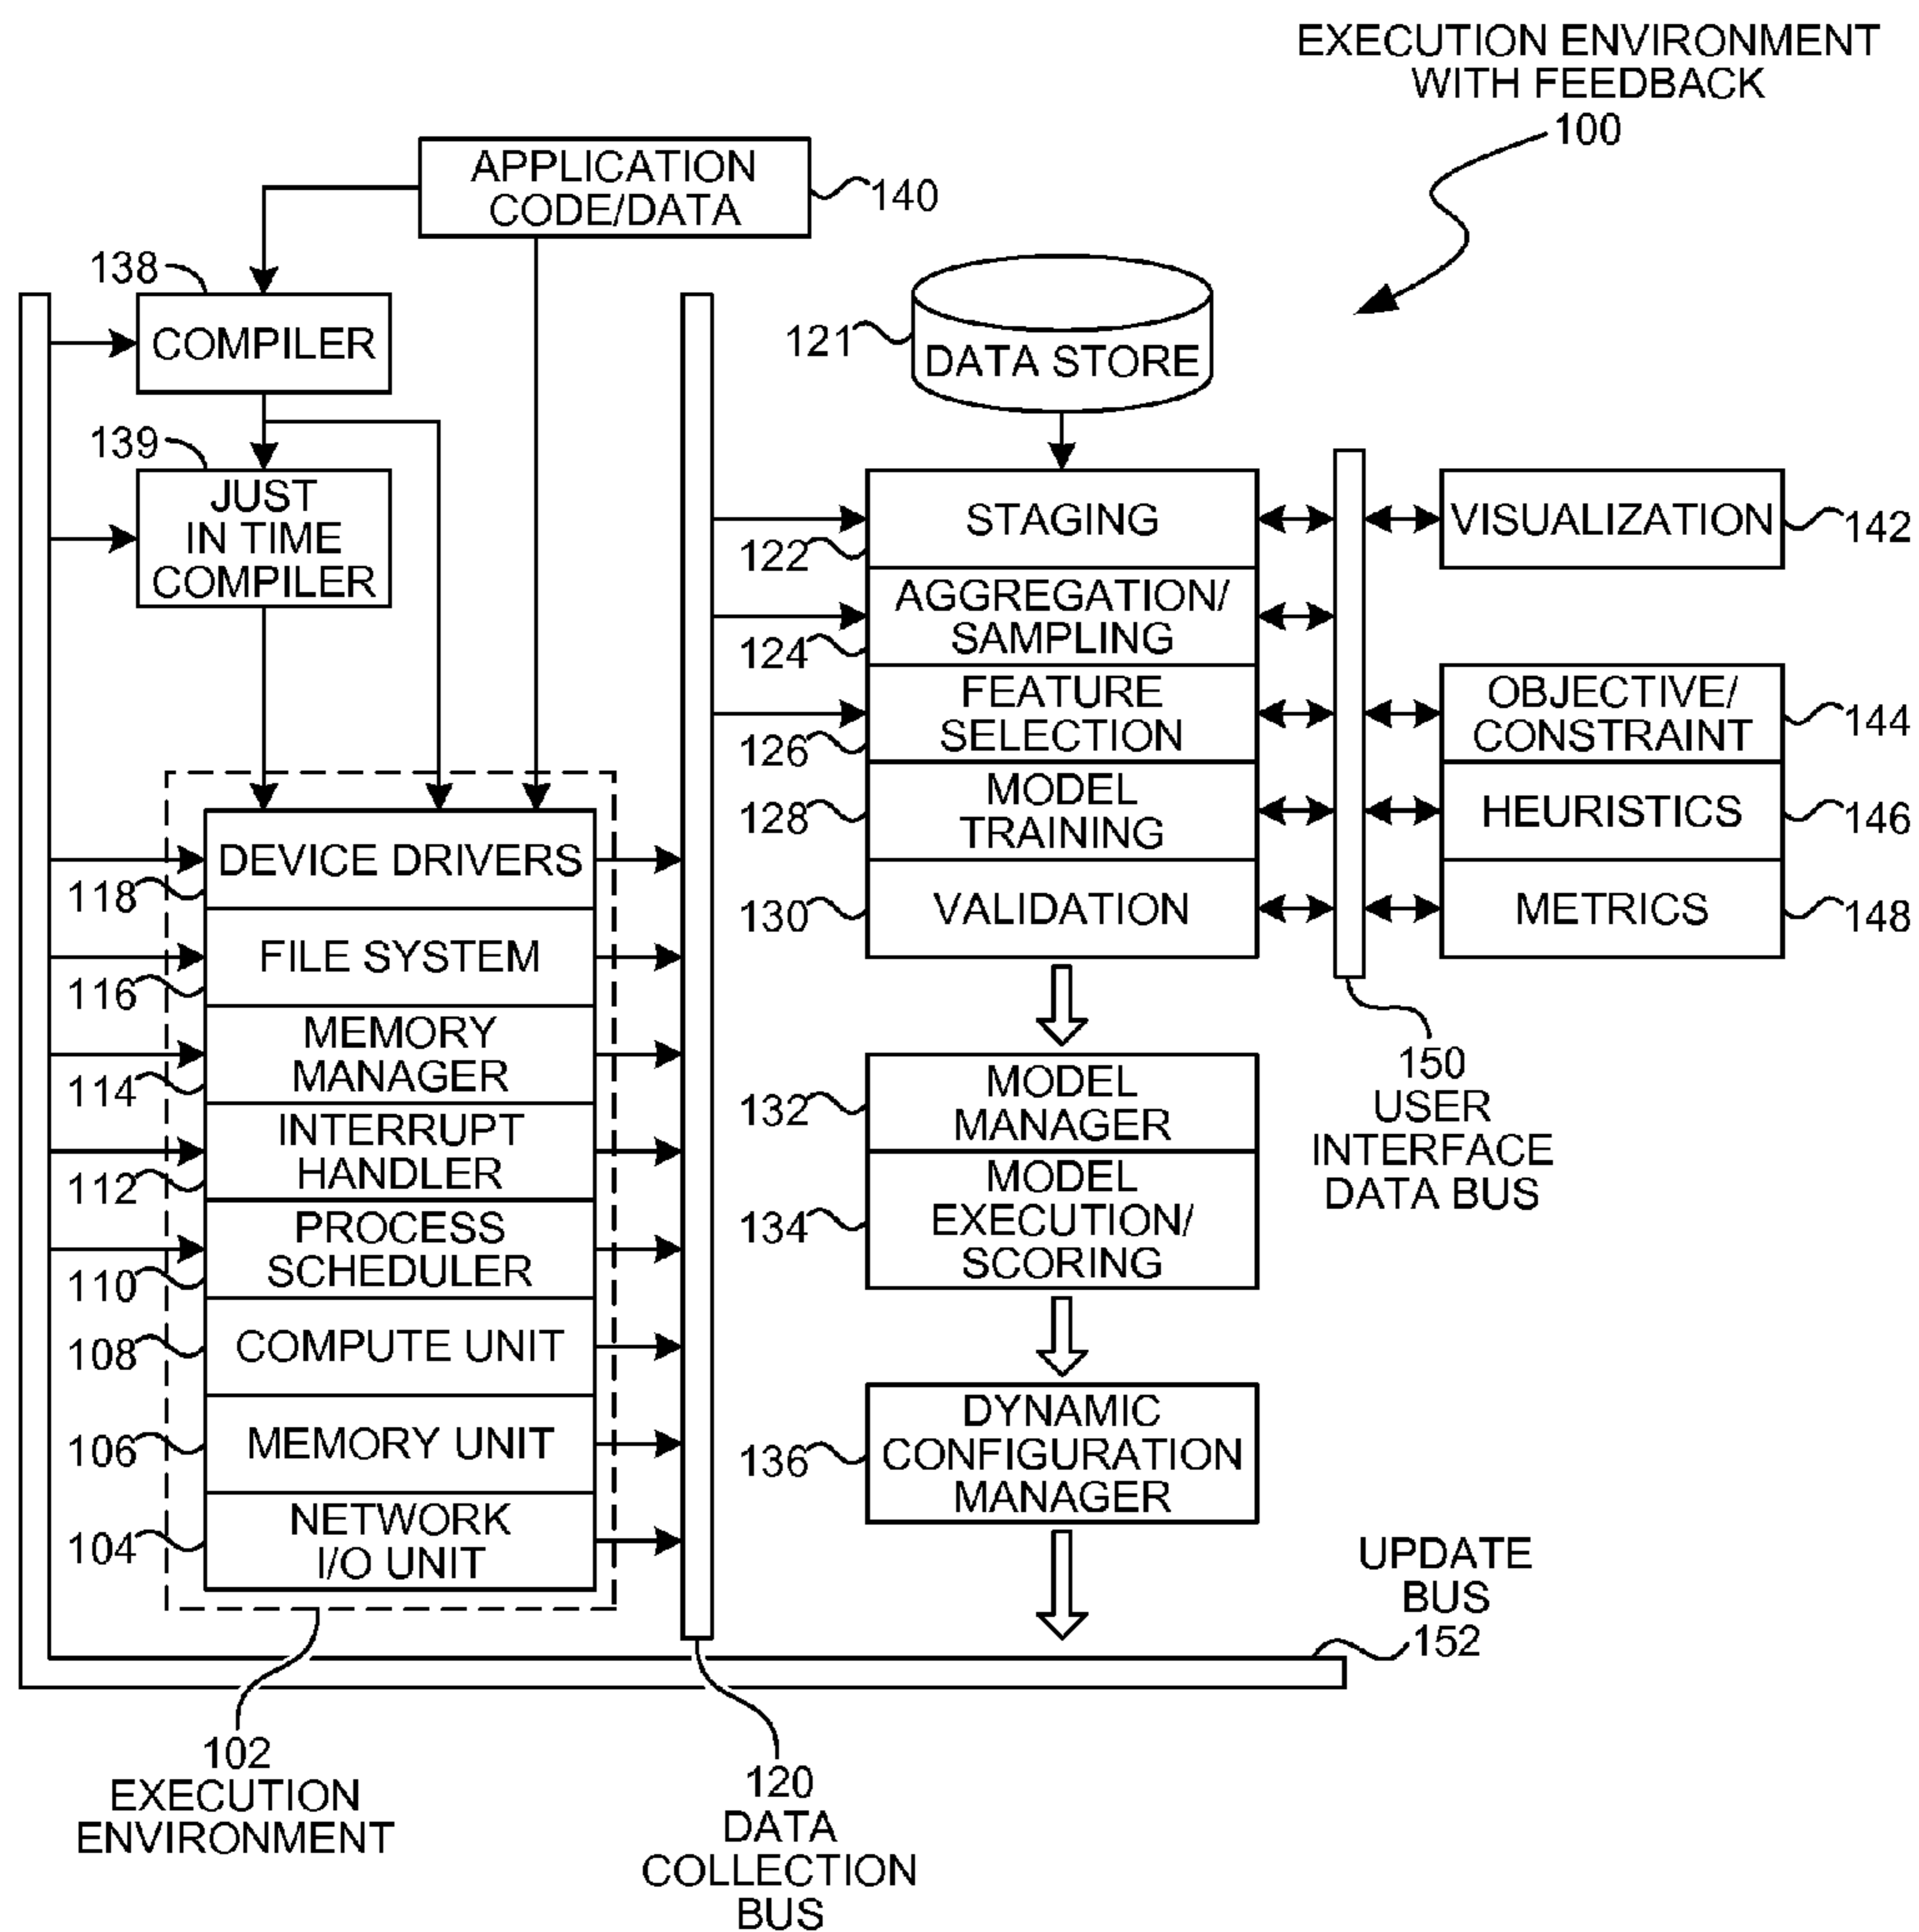 EXECUTION ENVIRONMENT
WITH FEEDBACK
100
APPLICATION
CODE/DATA
140
138
COMPILER
139
JUST
IN TIME
COMPILER
121
DATA STORE
118
DEVICE DRIVERS
116
FILE SYSTEM
114
MEMORY
MANAGER
112
INTERRUPT
HANDLER
110
PROCESS
SCHEDULER
108
COMPUTE UNIT
106
MEMORY UNIT
104
NETWORK
I/O UNIT
102
EXECUTION
ENVIRONMENT
120
DATA
COLLECTION
BUS
122
STAGING
124
AGGREGATION/
SAMPLING
126
FEATURE
SELECTION
128
MODEL
TRAINING
130
VALIDATION
132
MODEL
MANAGER
134
MODEL
EXECUTION/
SCORING
136
DYNAMIC
CONFIGURATION
MANAGER
VISUALIZATION
142
OBJECTIVE/
CONSTRAINT
144
HEURISTICS
146
METRICS
148
150
USER
INTERFACE
DATA BUS
UPDATE
BUS
152